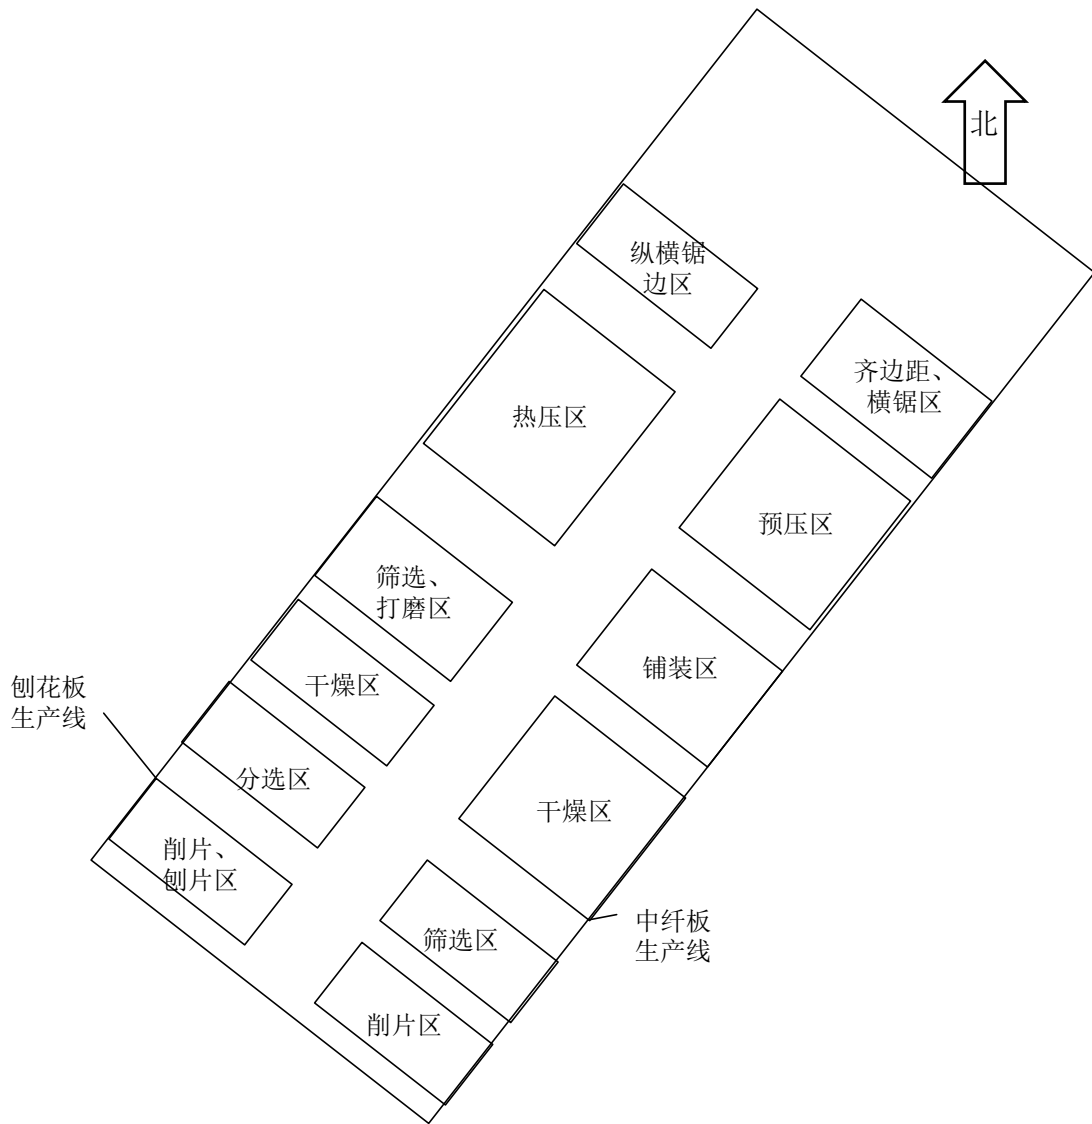 北
纵横锯
边区
齐边距、
横锯区
热压区
预压区
筛选、
打磨区
铺装区
干燥区
刨花板
生产线
分选区
干燥区
削片、
刨片区
中纤板
生产线
筛选区
削片区